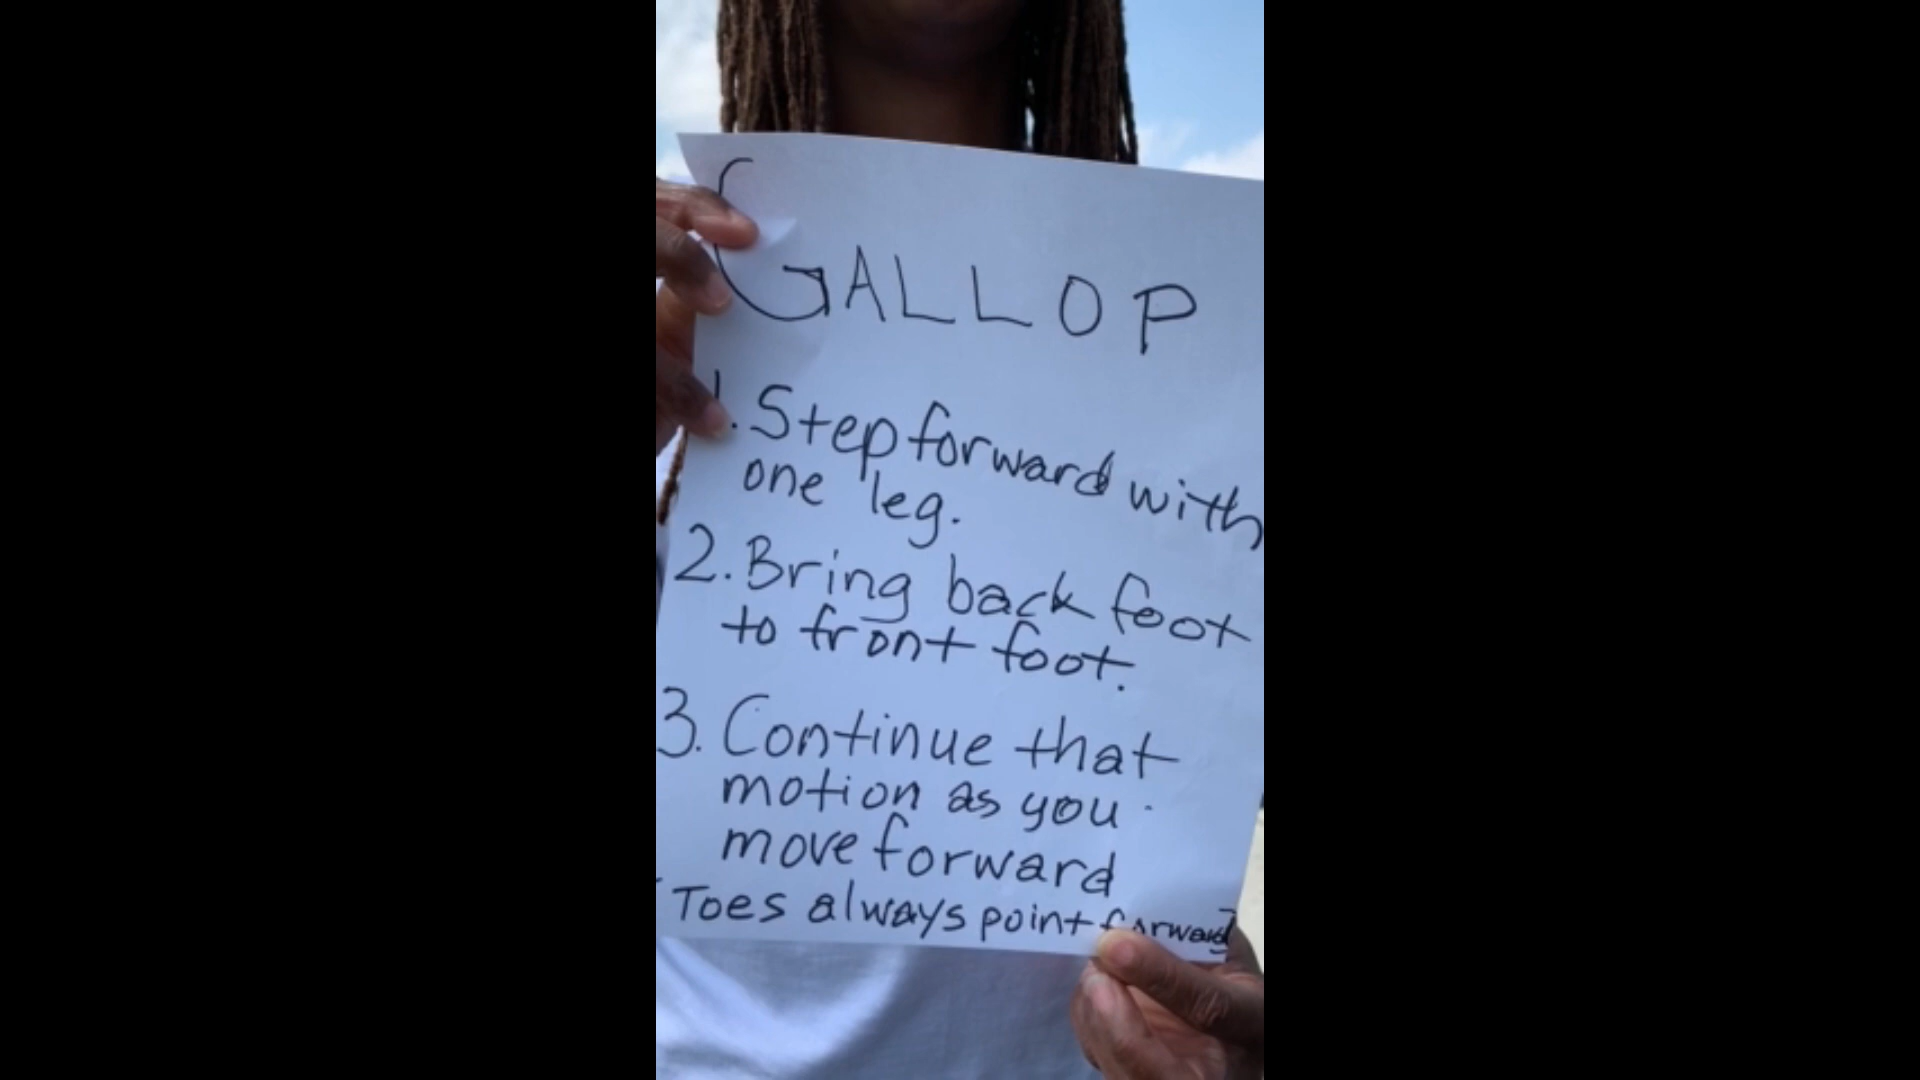 GALLOP
1. Step forward with
one leg.
2. Bring back foot
to front foot.
3. Continue that
motion as you
move forward
[Toes always point forward]